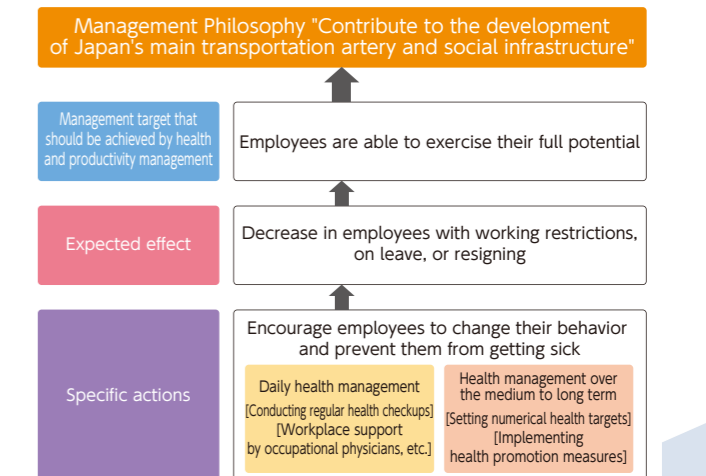 Management Philosophy "Contribute to the development
of Japan's main transportation artery and social infrastructure"
Management target that
should be achieved by health
and productivity management
Employees are able to exercise their full potential
Expected effect
Decrease in employees with working restrictions,
on leave, or resigning
Specific actions
Encourage employees to change their behavior
and prevent them from getting sick
Daily health management
[Conducting regular health checkups]
[Workplace support
by occupational physicians, etc.]
Health management over
the medium to long term
[Setting numerical health targets]
[Implementing
health promotion measures]